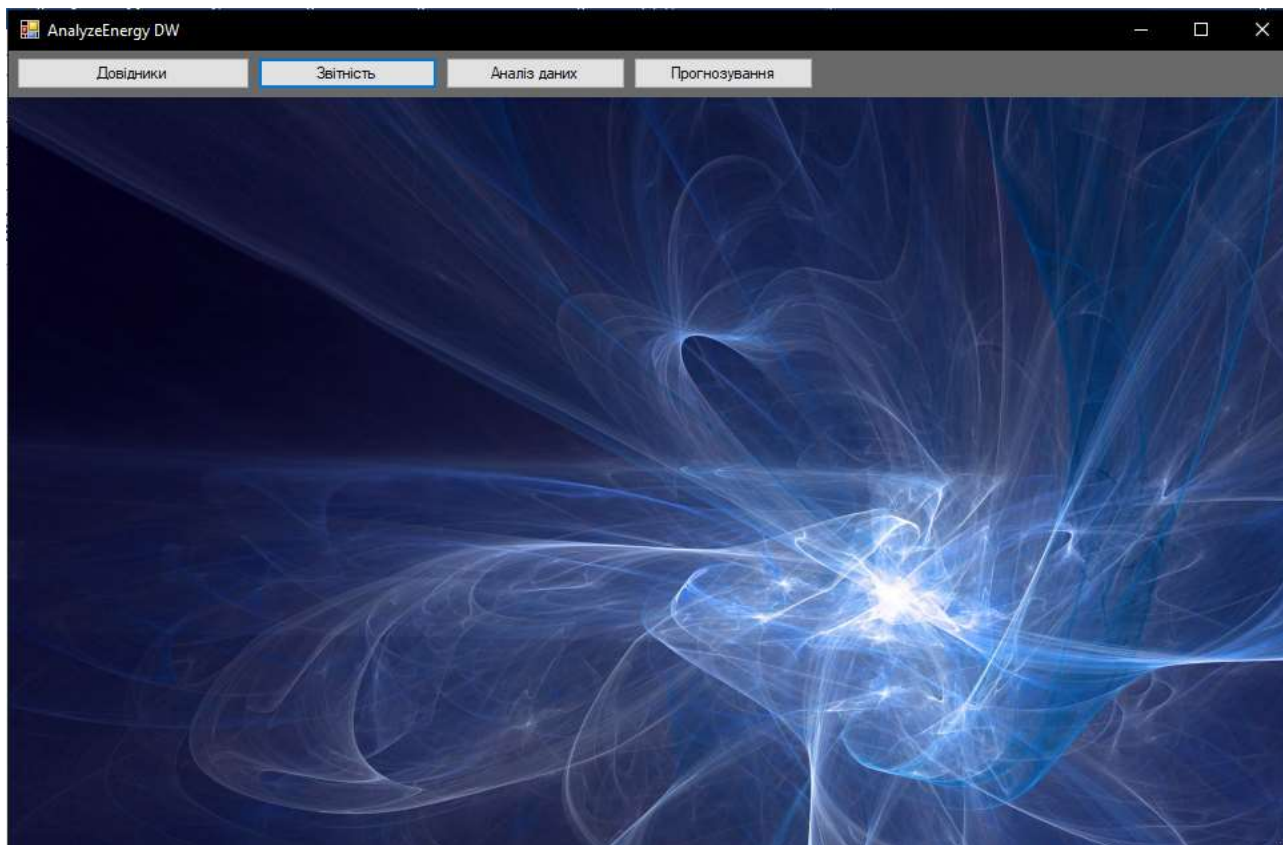 AnalyzeEnergy DW
Довідники Звітність Аналіз даних Прогнозування